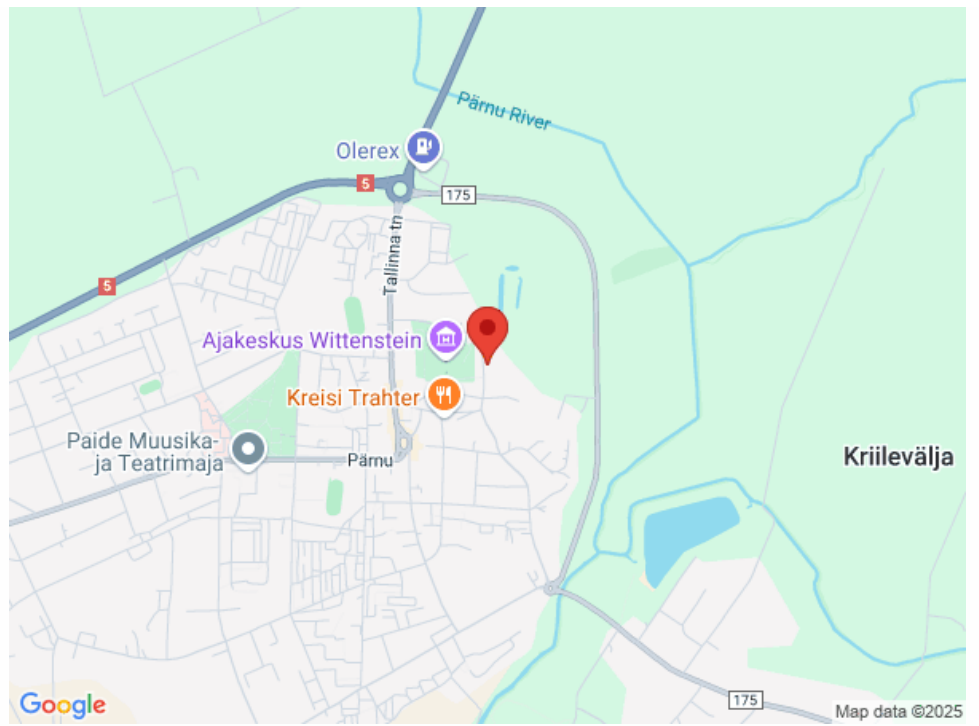 Pärnu River
Olerex
5
175
Tallinna tn
5
Ajakeskus Wittenstein
Kreisi Trahter
Paide Muusika-
ja Teatrimaja
Pärnu
Kriilevälja
175
Google
Map data ©2025